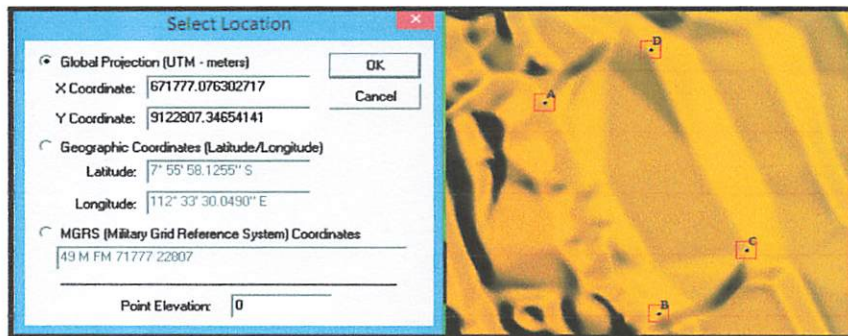 Select Location
Global Projection (UTM - meters)
OK
X Coordinate: 671777.076302717
Cancel
Y Coordinate: 9122807.34654141
Geographic Coordinates (Latitude/Longitude)
Latitude: 7° 55' 58.1255" S
Longitude: 112° 33' 30.0490" E
MGRS (Military Grid Reference System) Coordinates
49 M FM 71777 22807
Point Elevation: 0
D
A
C
B